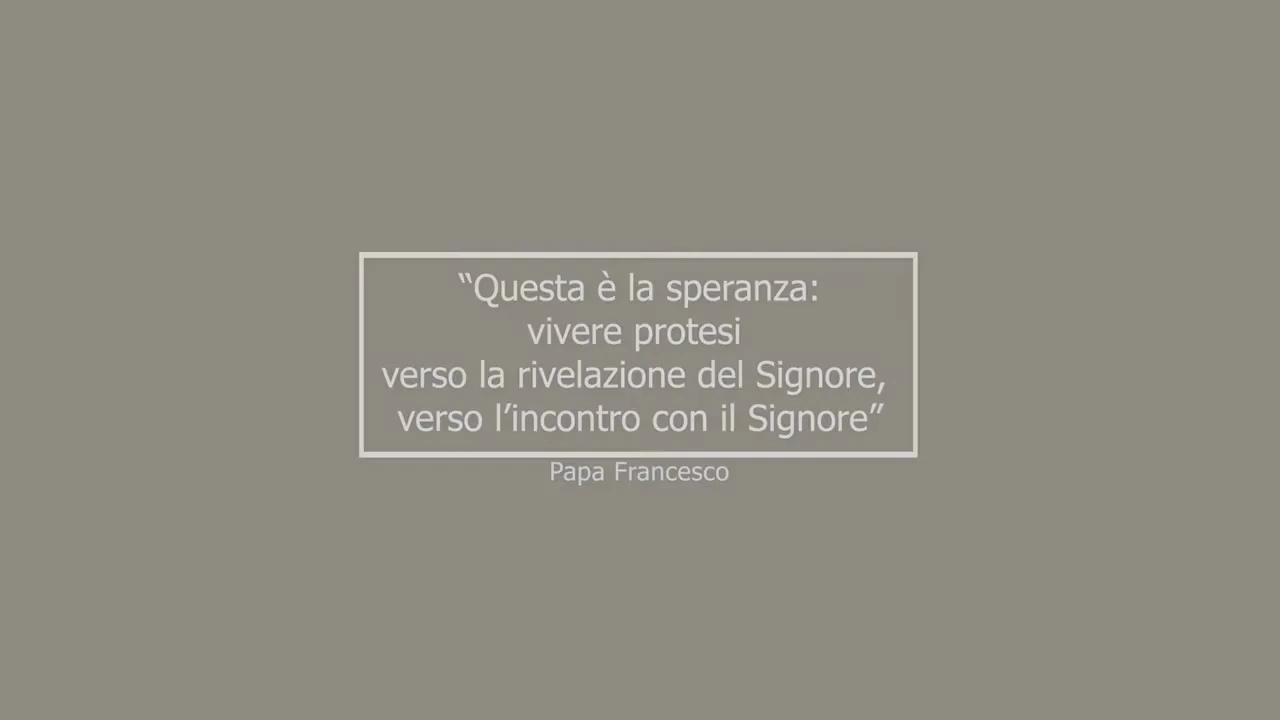 “Questa è la speranza:
vivere protesi
verso la rivelazione del Signore,
verso l’incontro con il Signore”
Papa Francesco